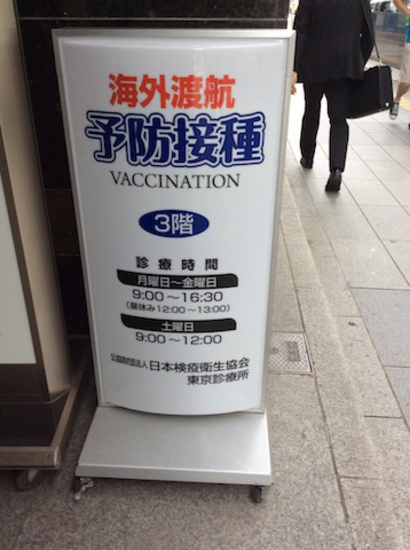 海外渡航
予防接種
VACCINATION
3階
診療時間
月曜日～金曜日
9:00～16:30
(昼休み12:00～13:00)
土曜日
9:00～12:00
公益財団法人日本検疫衛生協会
東京診療所